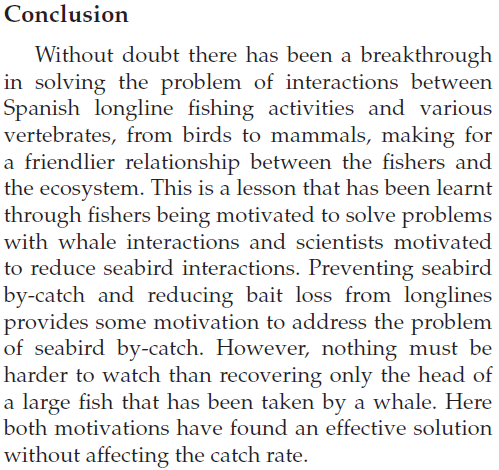 Conclusion
Without doubt there has been a breakthrough
in solving the problem of interactions between
Spanish longline fishing activities and various
vertebrates, from birds to mammals, making for
a friendlier relationship between the fishers and
the ecosystem. This is a lesson that has been learnt
through fishers being motivated to solve problems
with whale interactions and scientists motivated
to reduce seabird interactions. Preventing seabird
by-catch and reducing bait loss from longlines
provides some motivation to address the problem
of seabird by-catch. However, nothing must be
harder to watch than recovering only the head of
a large fish that has been taken by a whale. Here
both motivations have found an effective solution
without affecting the catch rate.